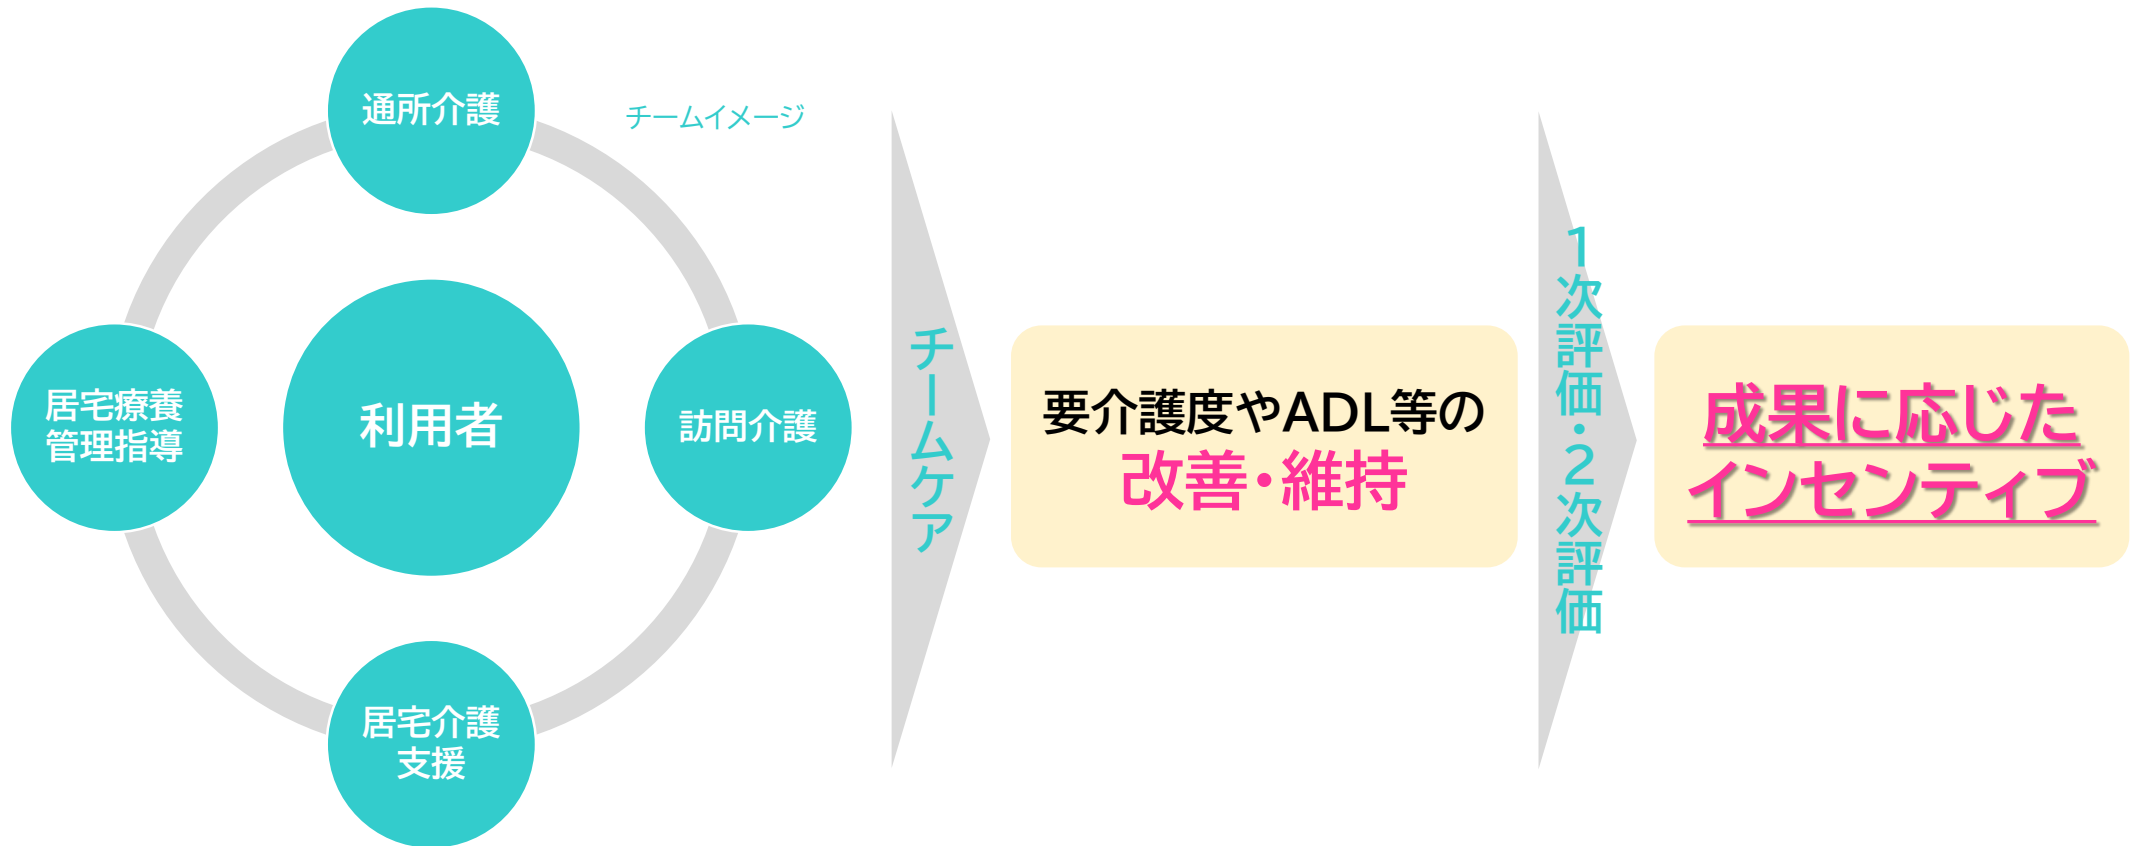 チームイメージ
通所介護
居宅療養
管理指導
利用者
訪問介護
居宅介護
支援
チームケア
要介護度やADL等の
改善・維持
1次評価・2次評価
成果に応じた
インセンティブ